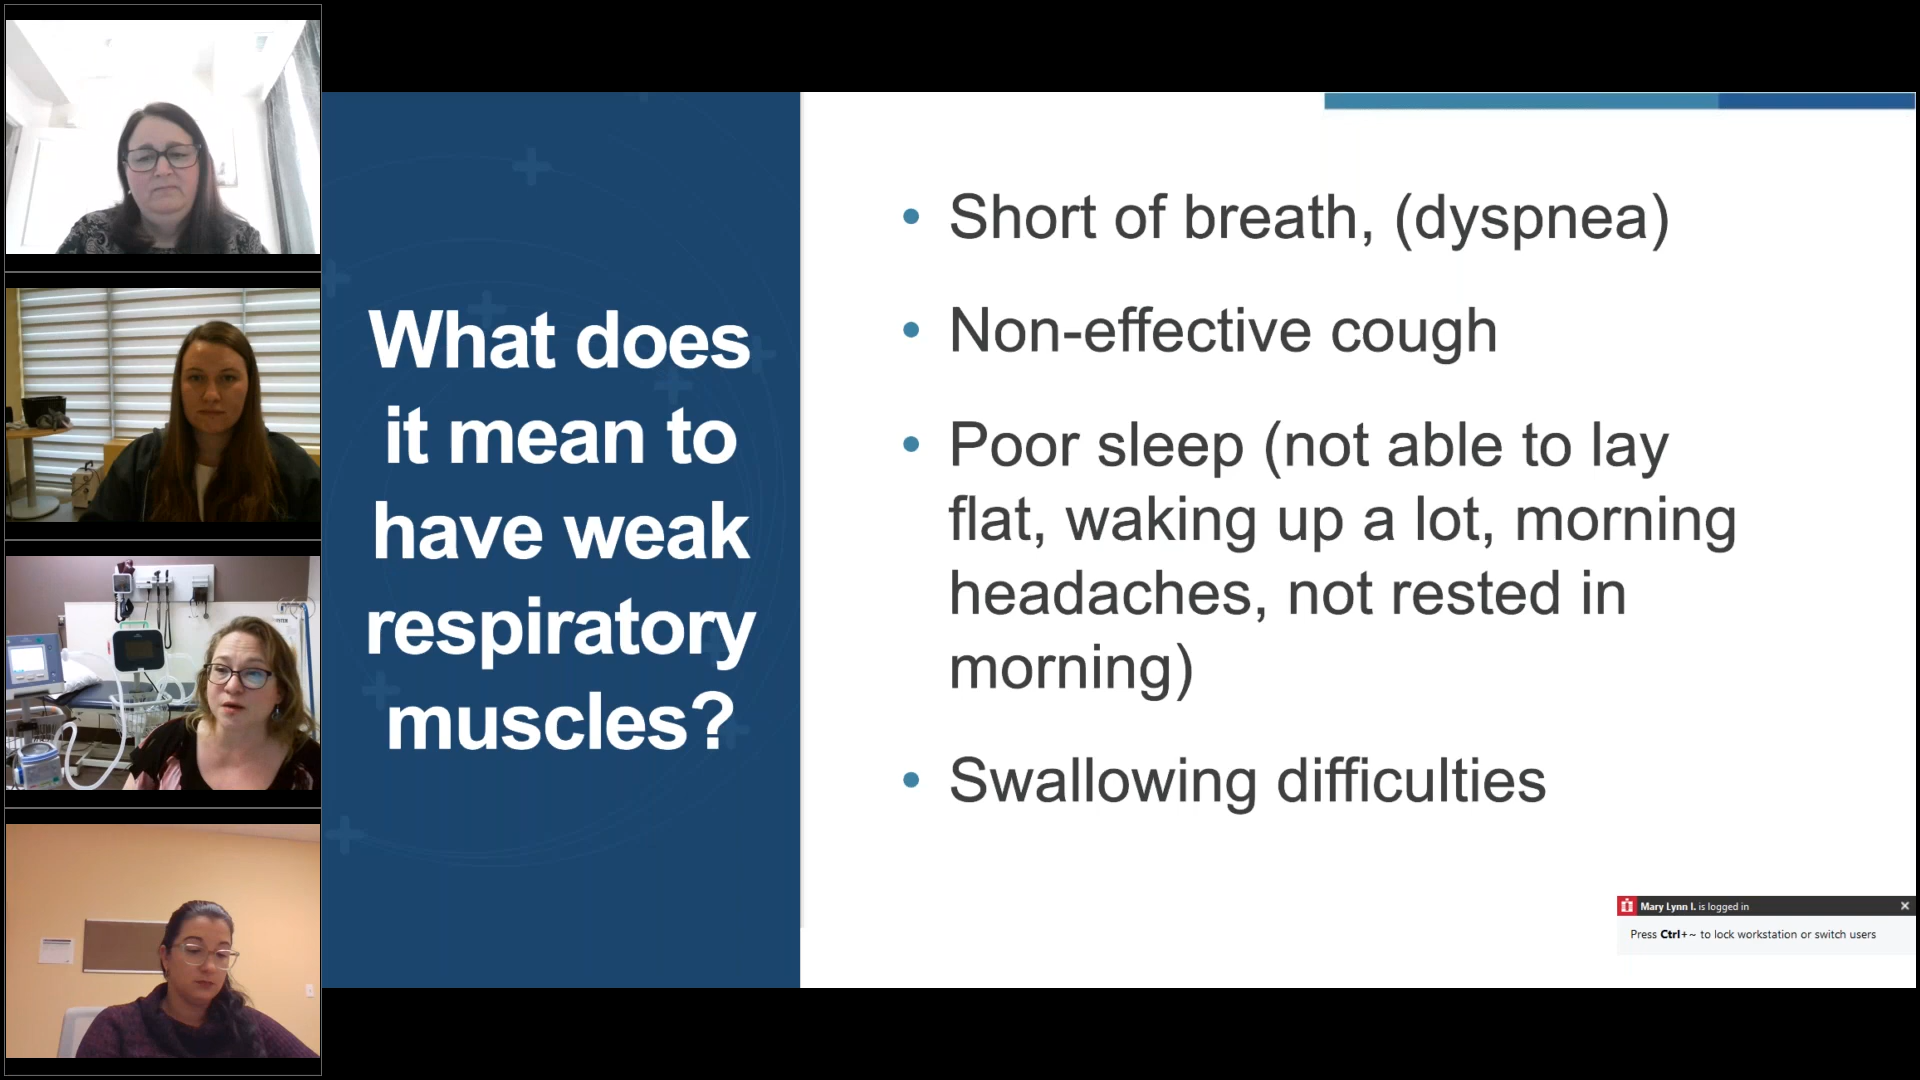 What does
it mean to
have weak
respiratory
muscles?
• Short of breath, (dyspnea)
• Non-effective cough
• Poor sleep (not able to lay
flat, waking up a lot, morning
headaches, not rested in
morning)
• Swallowing difficulties
Mary Lynn I. is logged in
Press Ctrl+~ to lock workstation or switch users